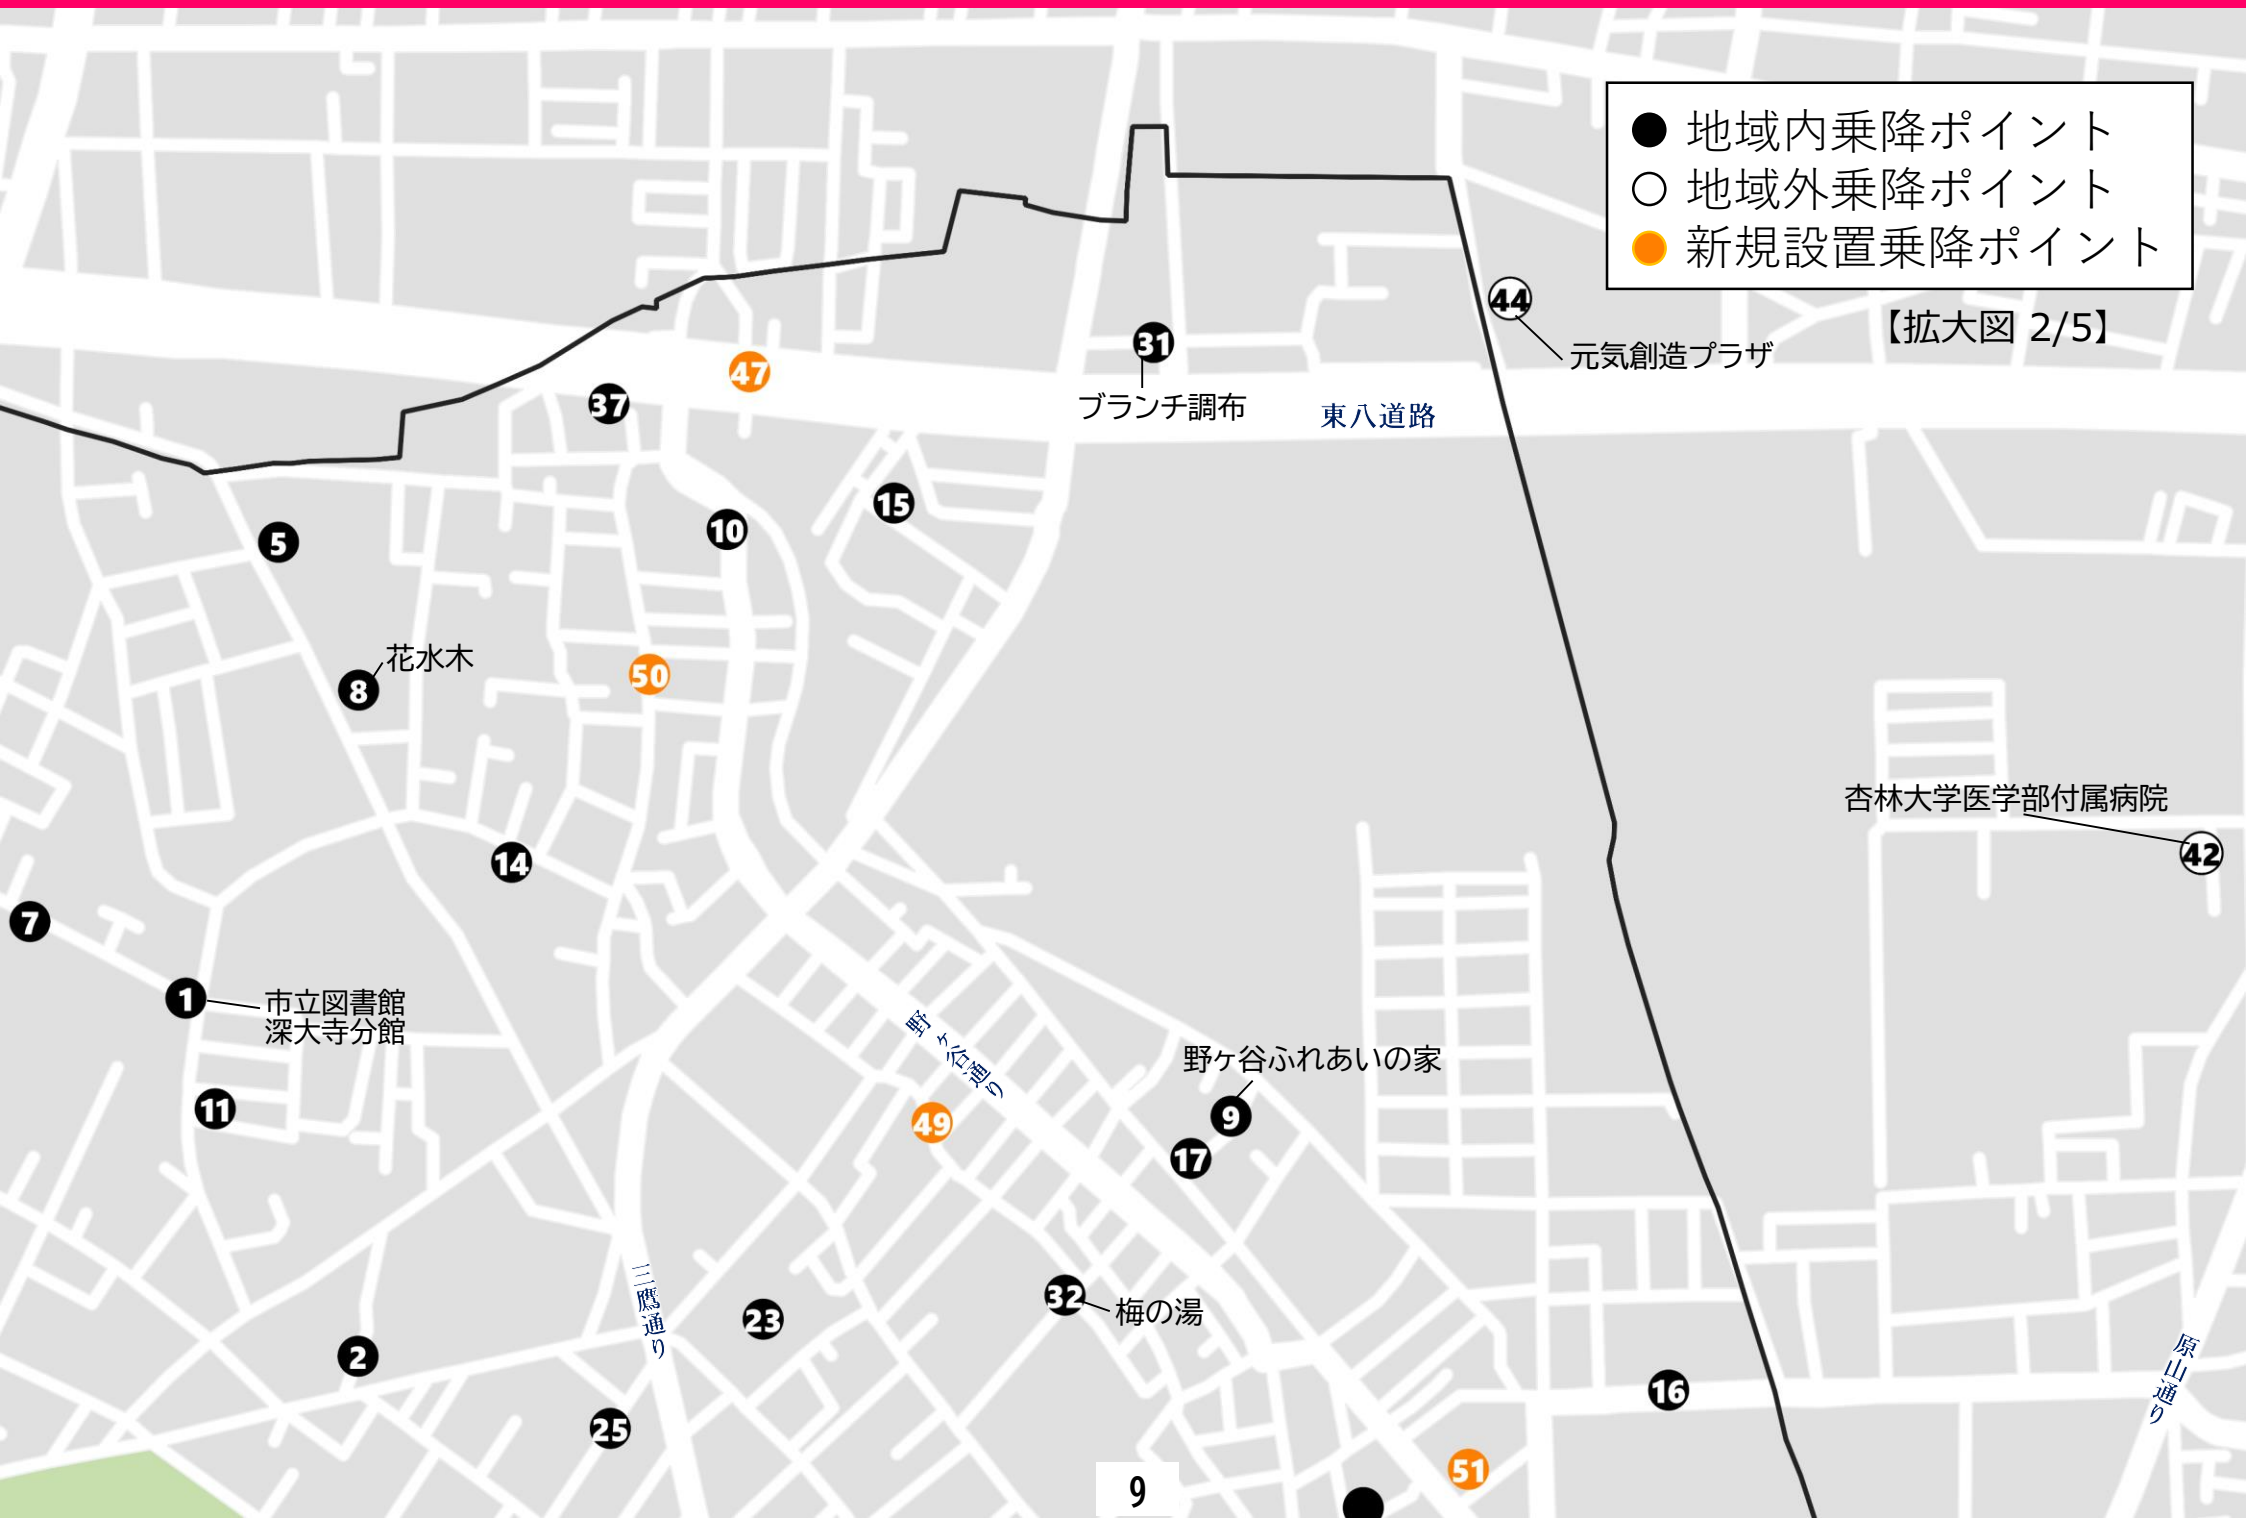 地域内乗降ポイント
地域外乗降ポイント
新規設置乗降ポイント
【拡大図 2/5】
44
元気創造プラザ
31
ブランチ調布
東八道路
47
37
15
10
5
花水木
8
50
杏林大学医学部付属病院
42
14
7
1
市立図書館
深大寺分館
野ヶ谷通り
野ヶ谷ふれあいの家
9
11
49
17
三鷹通り
32
梅の湯
23
2
原山通り
16
25
51
9